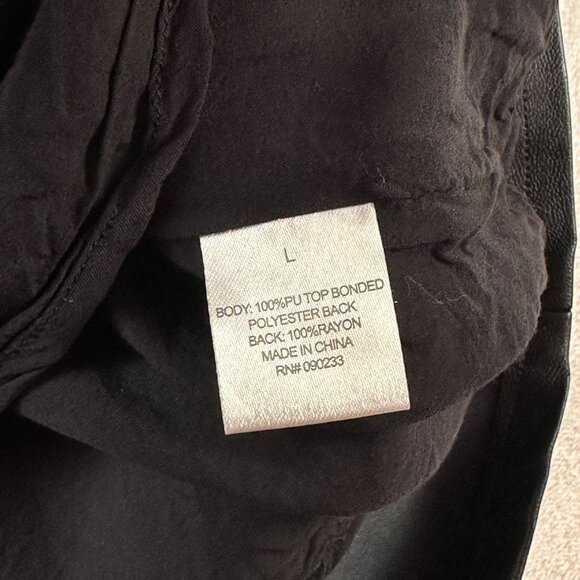 L
BODY: 100%PU TOP BONDED
POLYESTER BACK
BACK: 100%RAYON
MADE IN CHINA
RN# 090233